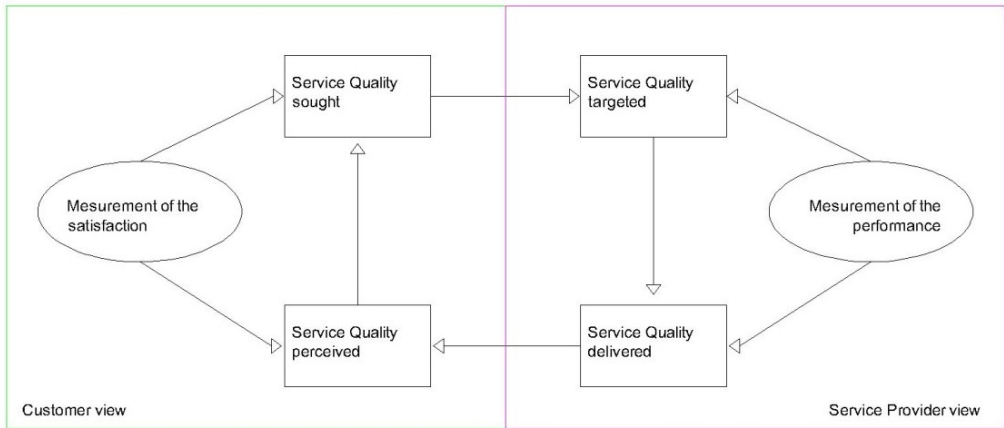 Service Quality
sought
Service Quality
targeted
Mesurement of the
satisfaction
Mesurement of the
performance
Service Quality
perceived
Service Quality
delivered
Customer view
Service Provider view